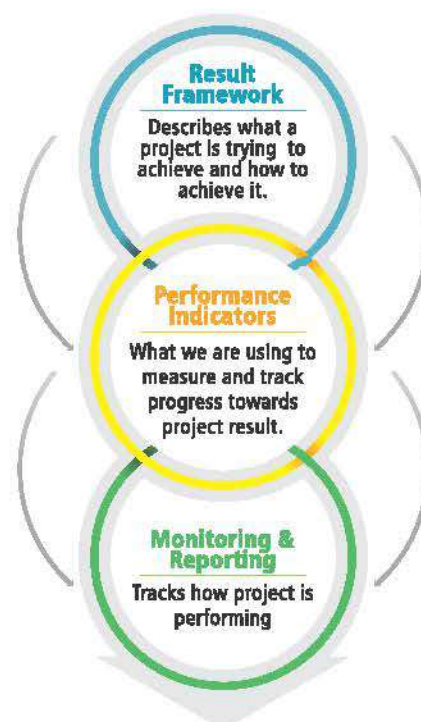 Result
Framework
Describes what a
project is trying to
achieve and how to
achieve it.
Performance
Indicators
What we are using to
measure and track
progress towards
project result.
Monitoring &
Reporting
Tracks how project is
performing